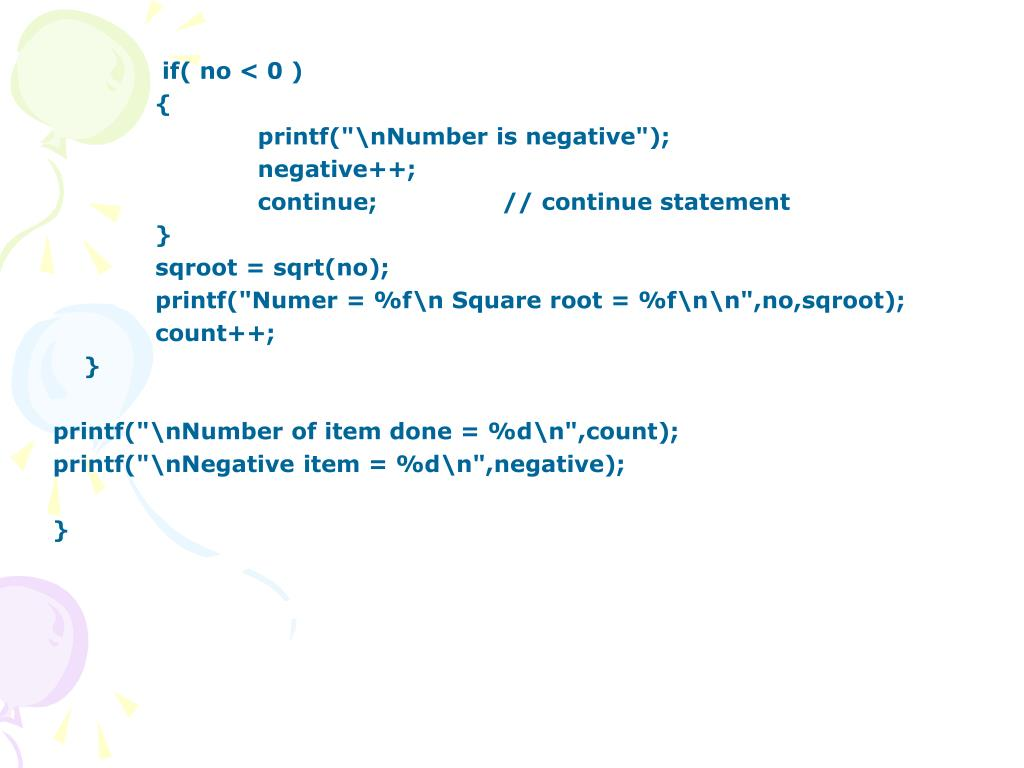 if( no < 0 )
{
printf("\nNumber is negative");
negative++;
continue; // continue statement
}
sqroot = sqrt(no);
printf("Numer = %f\n Square root = %f\n\n",no,sqroot);
count++;
}
printf("\nNumber of item done = %d\n",count);
printf("\nNegative item = %d\n",negative);
}